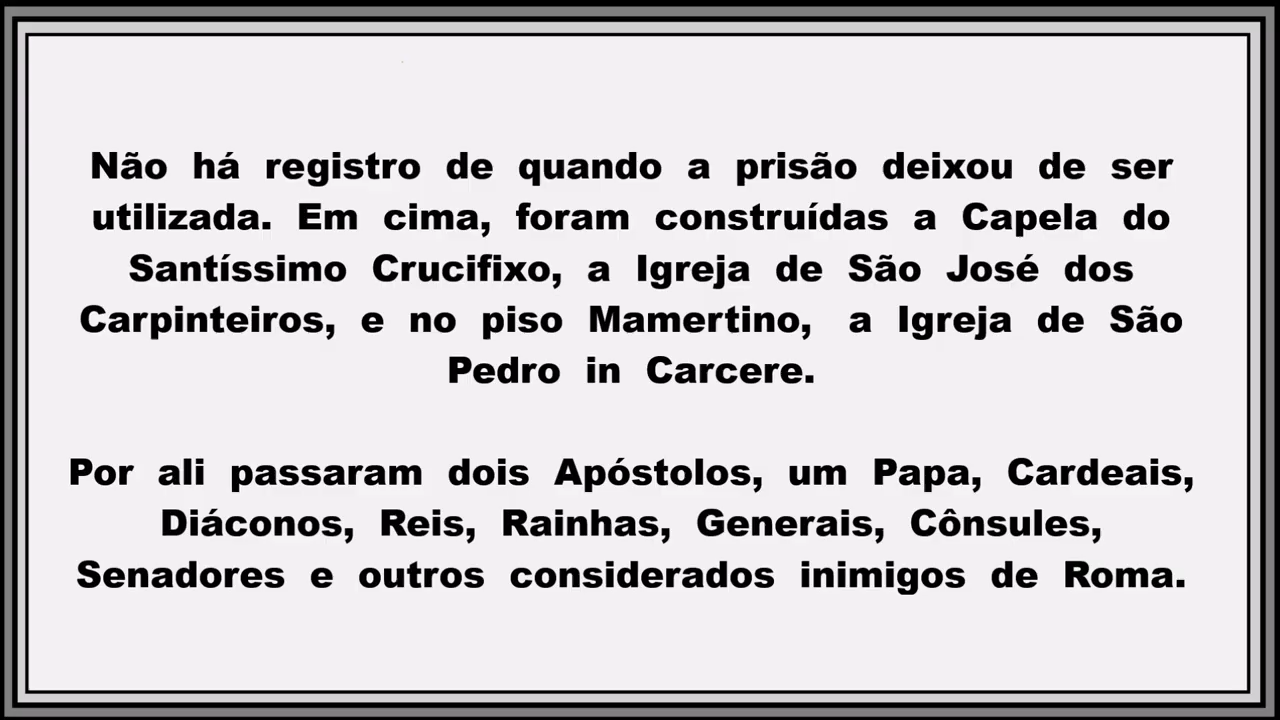 Não há registro de quando a prisão deixou de ser
utilizada. Em cima, foram construídas a Capela do
Santíssimo Crucifixo, a Igreja de São José dos
Carpinteiros, e no piso Mamertino, a Igreja de São
Pedro in Carcere.
Por ali passaram dois Apóstolos, um Papa, Cardeais,
Diáconos, Reis, Rainhas, Generais, Cônsules,
Senadores e outros considerados inimigos de Roma.